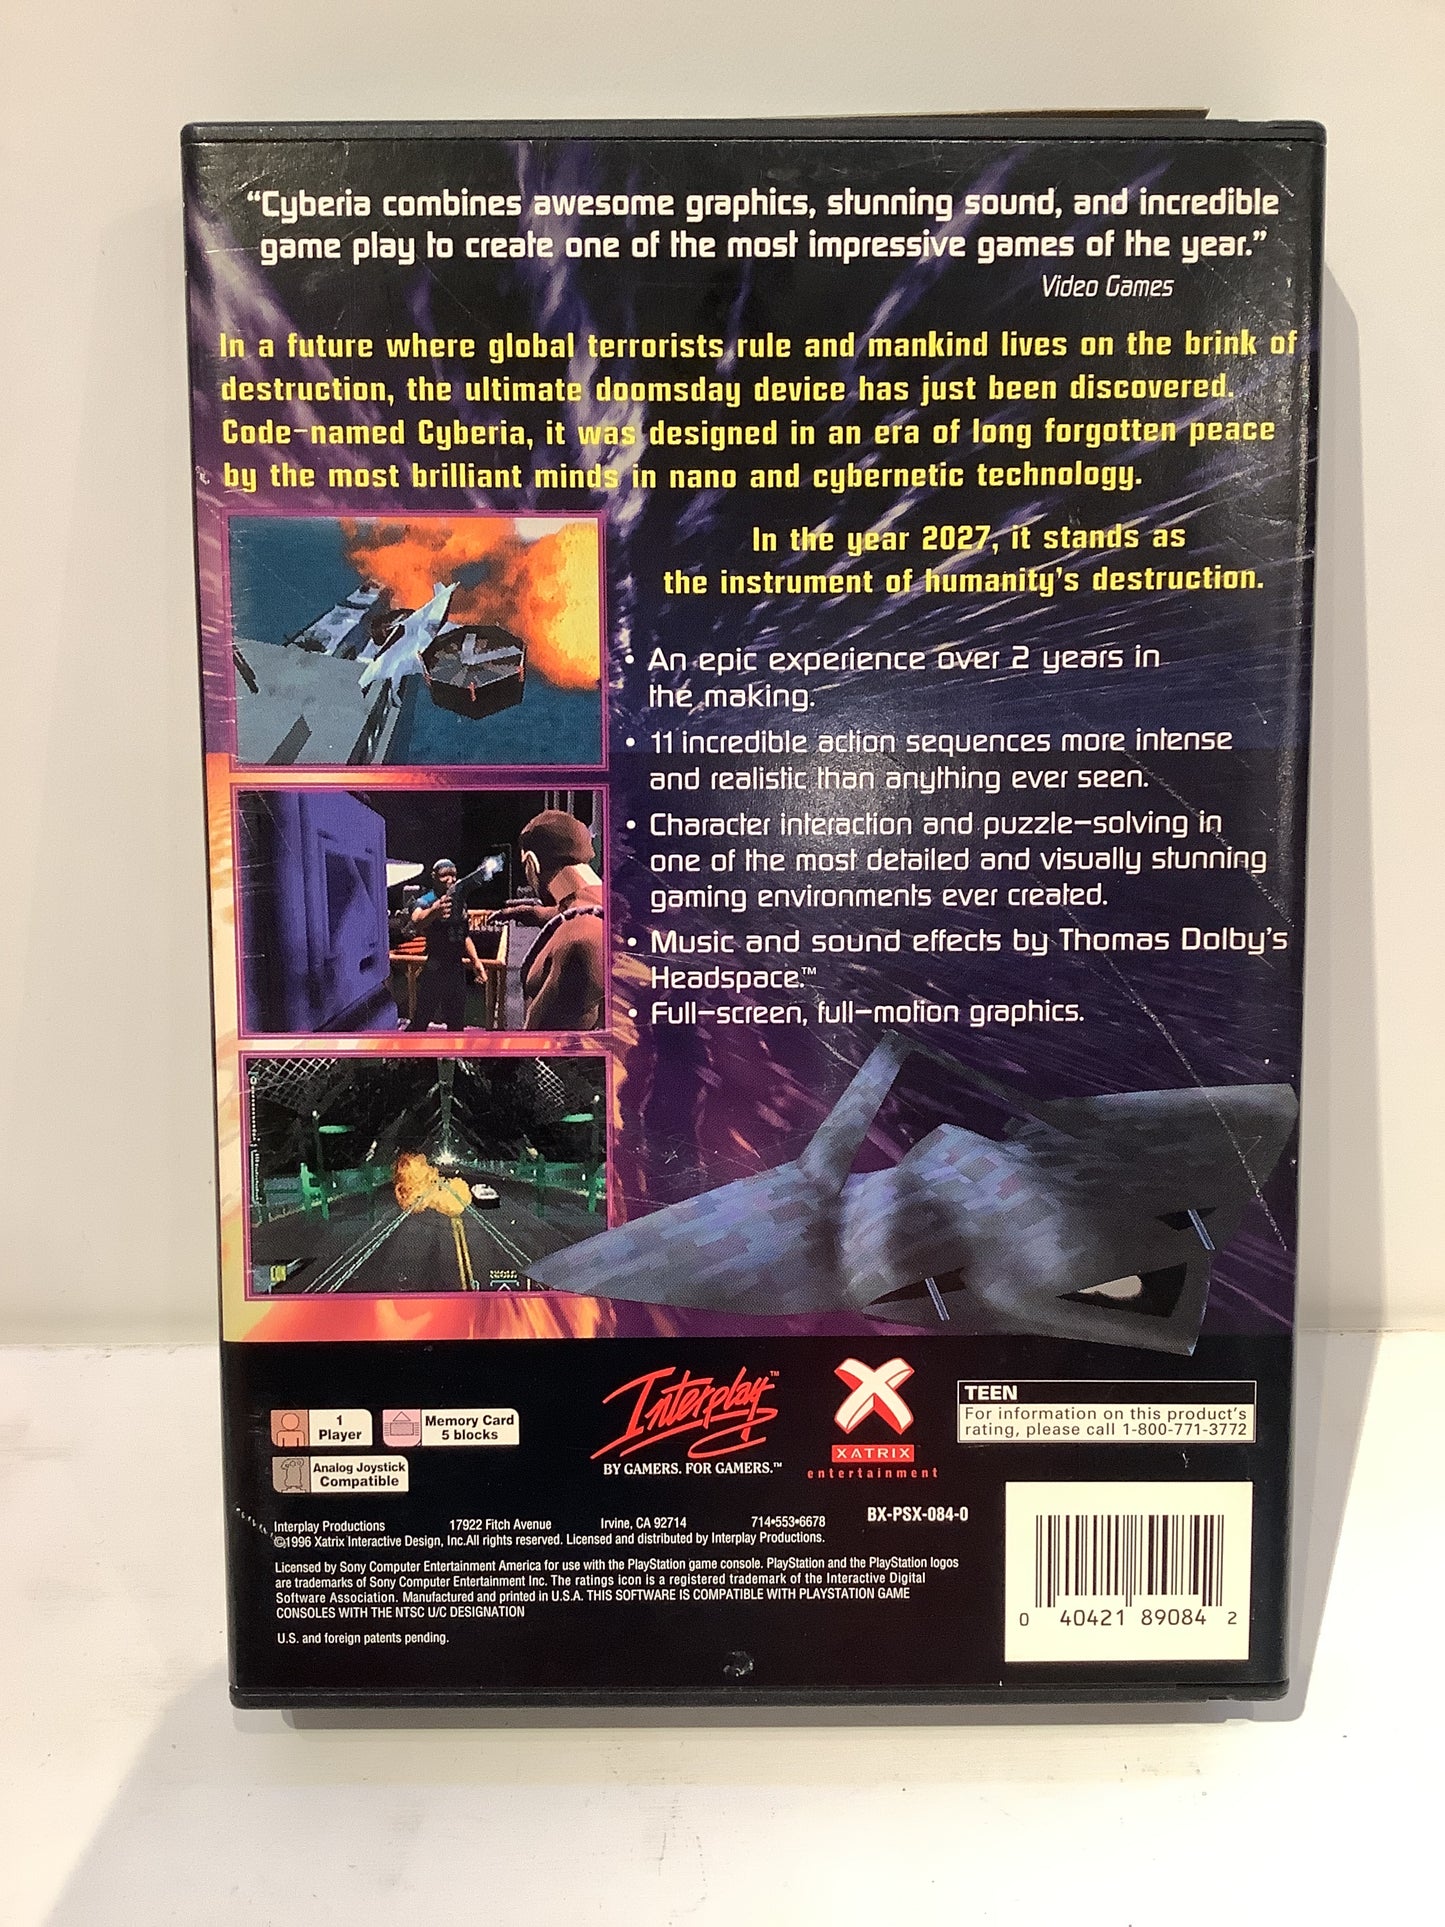 “Cyberia combines awesome graphics, stunning sound, and incredible
game play to create one of the most impressive games of the year.”
Video Games
In a future where global terrorists rule and mankind lives on the brink of
destruction, the ultimate doomsday device has just been discovered.
Code-named Cyberia, it was designed in an era of long forgotten peace
by the most brilliant minds in nano and cybernetic technology.
In the year 2027, it stands as
the instrument of humanity's destruction.
• An epic experience over 2 years in
the making.
• 11 incredible action sequences more intense
and realistic than anything ever seen.
• Character interaction and puzzle-solving in
one of the most detailed and visually stunning
gaming environments ever created.
• Music and sound effects by Thomas Dolby's
Headspace.™
• Full-screen, full-motion graphics.
1
Player
Memory Card
5 blocks
Analog Joystick
Compatible
Interplay™
BY GAMERS. FOR GAMERS.™
XATRIX
entertainment
TEEN
For information on this product's
rating, please call 1-800-771-3772
Interplay Productions 17922 Fitch Avenue Irvine, CA 92714 714•553•6678
©1996 Xatrix Interactive Design, Inc.All rights reserved. Licensed and distributed by Interplay Productions.
BX-PSX-084-0
Licensed by Sony Computer Entertainment America for use with the PlayStation game console. PlayStation and the PlayStation logos
are trademarks of Sony Computer Entertainment Inc. The ratings icon is a registered trademark of the Interactive Digital
Software Association. Manufactured and printed in U.S.A. THIS SOFTWARE IS COMPATIBLE WITH PLAYSTATION GAME
CONSOLES WITH THE NTSC U/C DESIGNATION
U.S. and foreign patents pending.
0 40421 89084 2